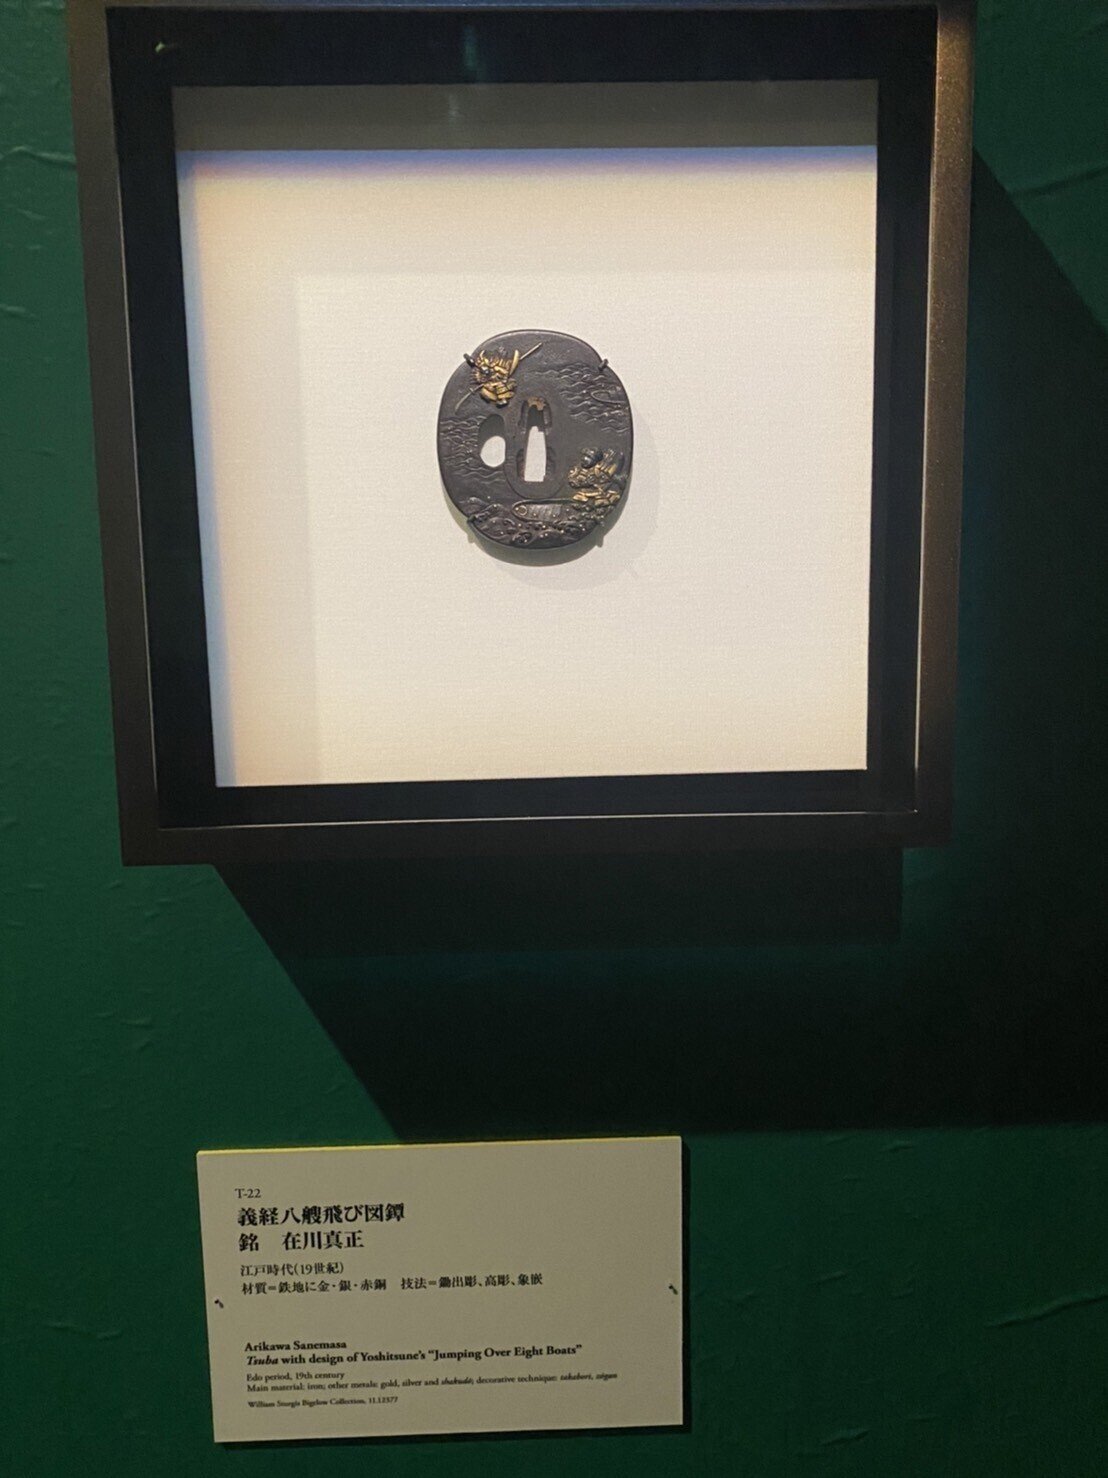 T-22
義経八艘飛び図鐔
銘　在川真正
江戸時代（19世紀）
材質＝鉄地に金・銀・赤銅　技法＝鋤出彫、高彫、象嵌
Arikawa Sanemasa
Tsuba with design of Yoshitsune's "Jumping Over Eight Boats"
Edo period, 19th century
Main material: iron; other metals: gold, silver and shakudō; decorative technique: takabori, zōgan
William Sturgis Bigelow Collection, 11.12377